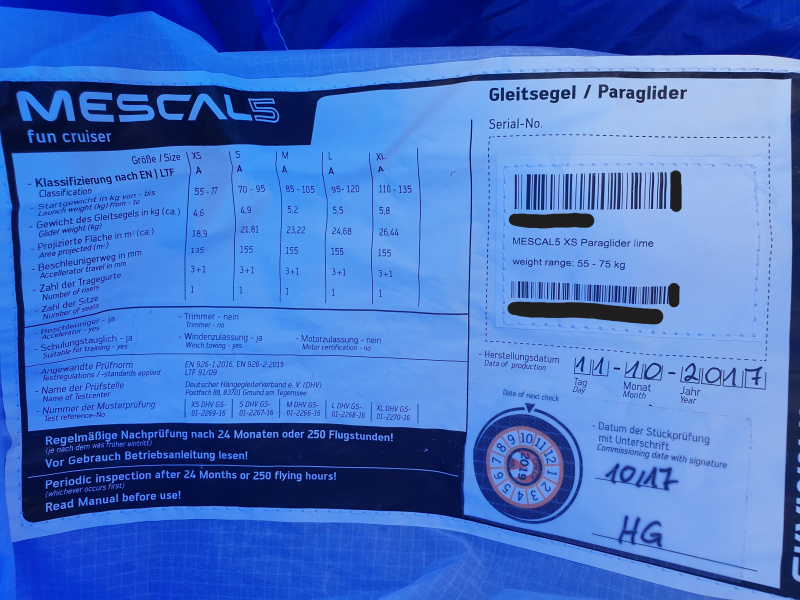 MESCAL5
fun cruiser
Größe / Size XS S M L XL
- Klassifizierung nach EN | LTF A A A A A
Classification
- Startgewicht in kg von - bis 55 - 77 70 - 95 85 - 105 95 - 120 110 - 135
Launch weight (kg) from - to
- Gewicht des Gleitsegels in kg (ca.) 4,6 4,9 5,2 5,5 5,8
Glider weight (kg)
- Projizierte Fläche in m² (ca.) 18,9 21,81 23,22 24,68 26,44
Area projected (m²)
- Beschleunigerweg in mm 135 155 155 155 155
Accellerator travel in mm
- Zahl der Tragegurte 3+1 3+1 3+1 3+1 3+1
Number of risers
- Zahl der Sitze 1 1 1 1 1
Number of seats
- Beschleuniger - ja - Trimmer - nein
Accelerator - yes Trimmer - no
- Schulungstauglich - ja - Windenzulassung - ja - Motorzulassung - nein
Suitable for training - yes Winch towing - yes Motor certification - no
- Angewandte Prüfnorm EN 926-1:2016, EN 926-2:2013
Testregulations / -standards applied LTF 91/09
- Name der Prüfstelle Deutscher Hängegleiterverband e. V. (DHV)
Name of Testcenter Postfach 88, 83701 Gmund am Tegernsee
- Nummer der Musterprüfung XS DHV GS- S DHV GS- M DHV GS- L DHV GS- XL DHV GS-
Test reference-No 01-2269-16 01-2267-16 01-2266-16 01-2268-16 01-2270-16
Regelmäßige Nachprüfung nach 24 Monaten oder 250 Flugstunden!
(je nach dem was früher eintritt)
Vor Gebrauch Betriebsanleitung lesen!
Periodic inspection after 24 Months or 250 flying hours!
(whichever occurs first)
Read Manual before use!
Gleitsegel / Paraglider
Serial-No.
MESCAL5 XS Paraglider lime
weight range: 55 - 75 kg
- Herstellungsdatum 11-10-2017
Date of production Tag Monat Jahr
Day Month Year
Date of next check
1 2 3 4 5 6 7 8 9 10 11 12
2019
- Datum der Stückprüfung
mit Unterschrift
Commissioning date with signature
10/17
HG